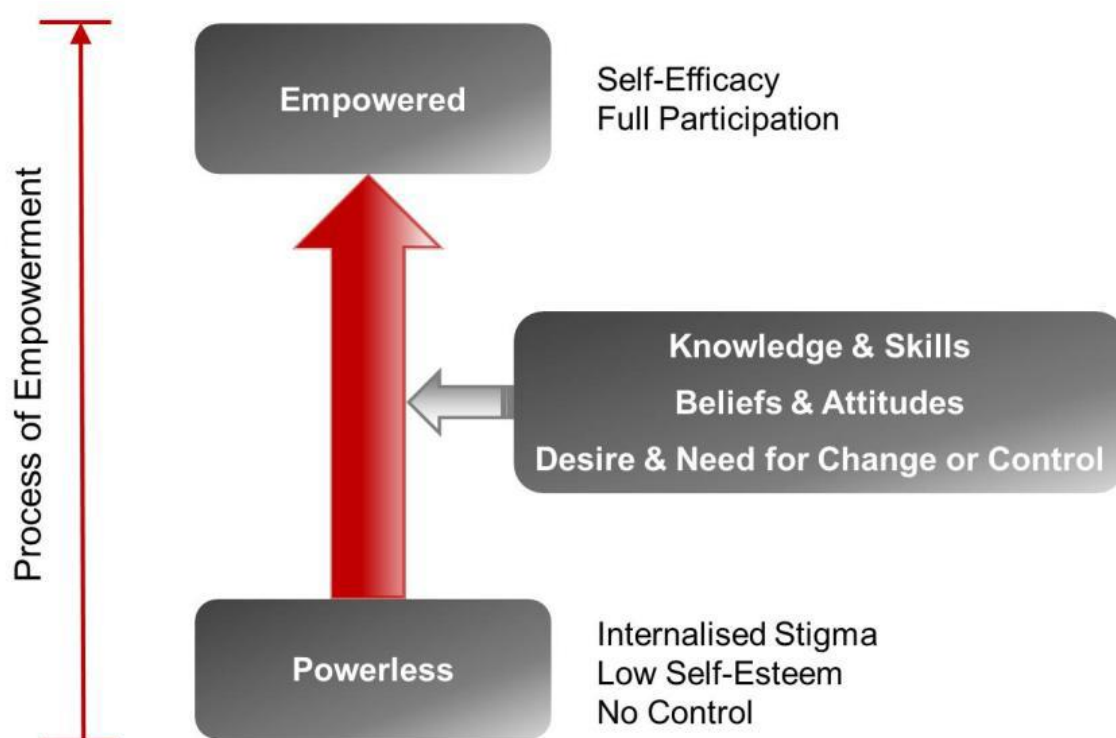 Empowered
Self-Efficacy
Full Participation
Process of Empowerment
Knowledge & Skills
Beliefs & Attitudes
Desire & Need for Change or Control
Powerless
Internalised Stigma
Low Self-Esteem
No Control